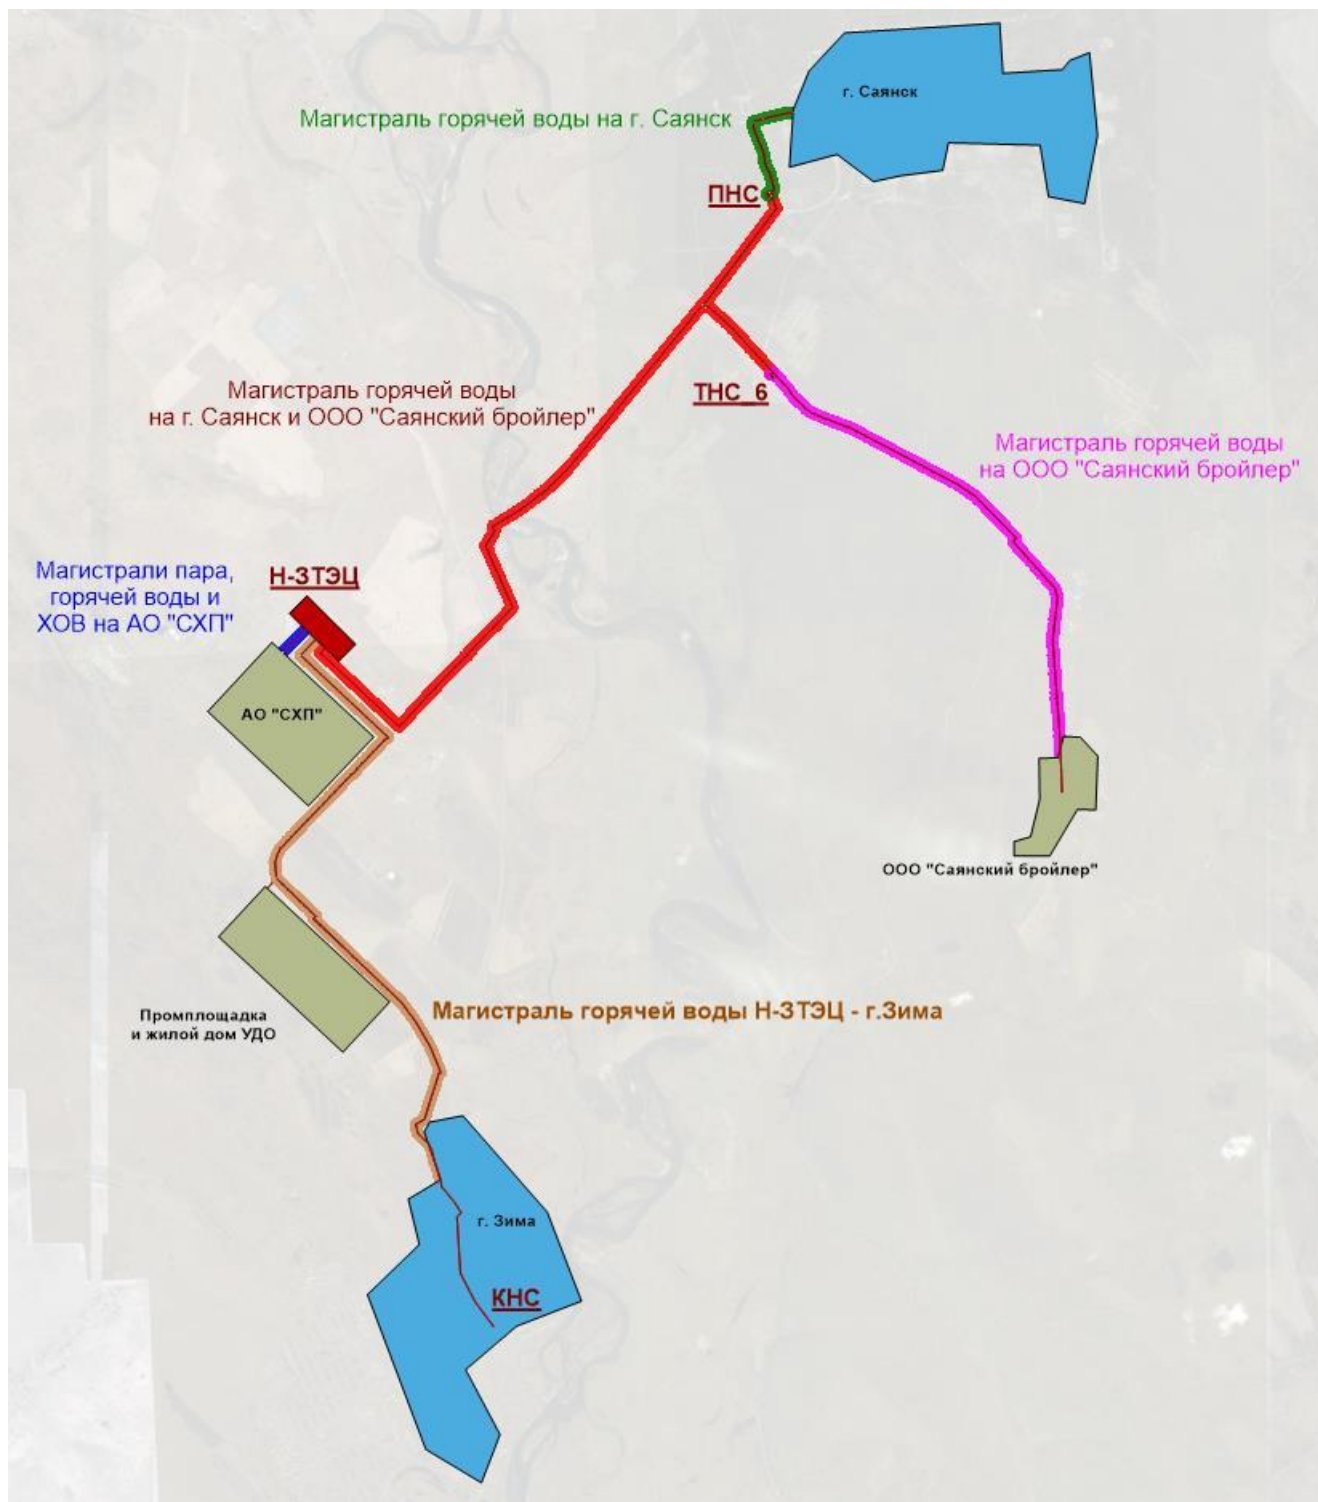 г. Саянск
Магистраль горячей воды на г. Саянск
ПНС
Магистраль горячей воды
на г. Саянск и ООО "Саянский бройлер"
ТНС_6
Магистраль горячей воды
на ООО "Саянский бройлер"
Магистрали пара,
горячей воды и
ХОВ на АО "СХП"
Н-ЗТЭЦ
АО "СХП"
ООО "Саянский бройлер"
Промплощадка
и жилой дом УДО
Магистраль горячей воды Н-ЗТЭЦ - г.Зима
г. Зима
КНС